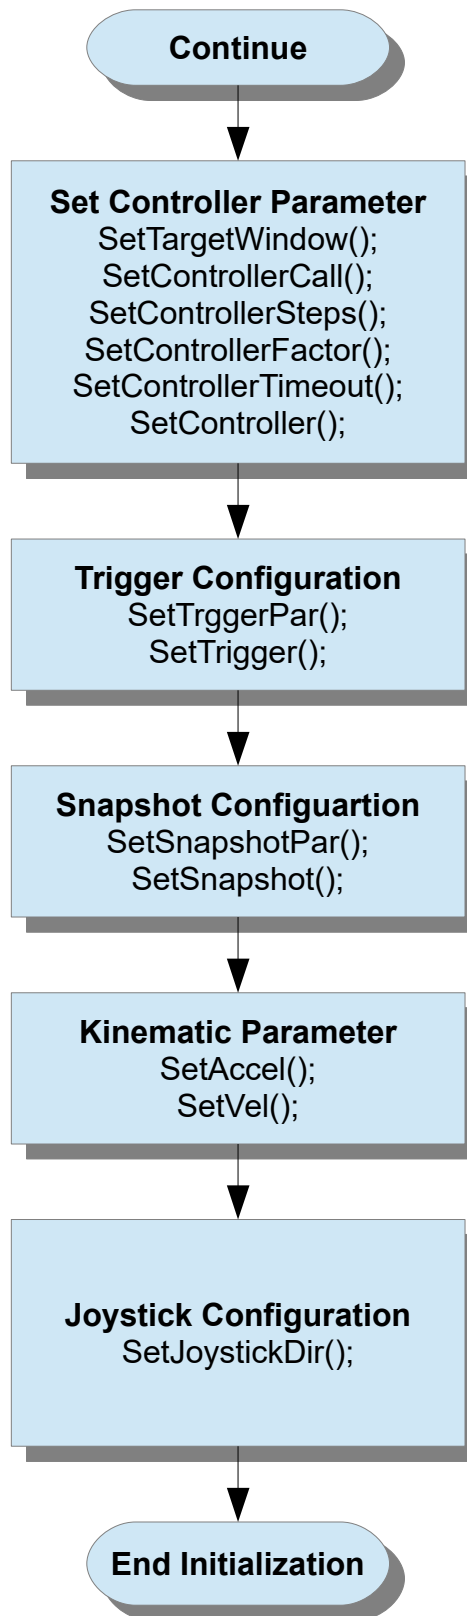 Continue
Set Controller Parameter
SetTargetWindow();
SetControllerCall();
SetControllerSteps();
SetControllerFactor();
SetControllerTimeout();
SetController();
Trigger Configuration
SetTrggerPar();
SetTrigger();
Snapshot Configuartion
SetSnapshotPar();
SetSnapshot();
Kinematic Parameter
SetAccel();
SetVel();
Joystick Configuration
SetJoystickDir();
End Initialization